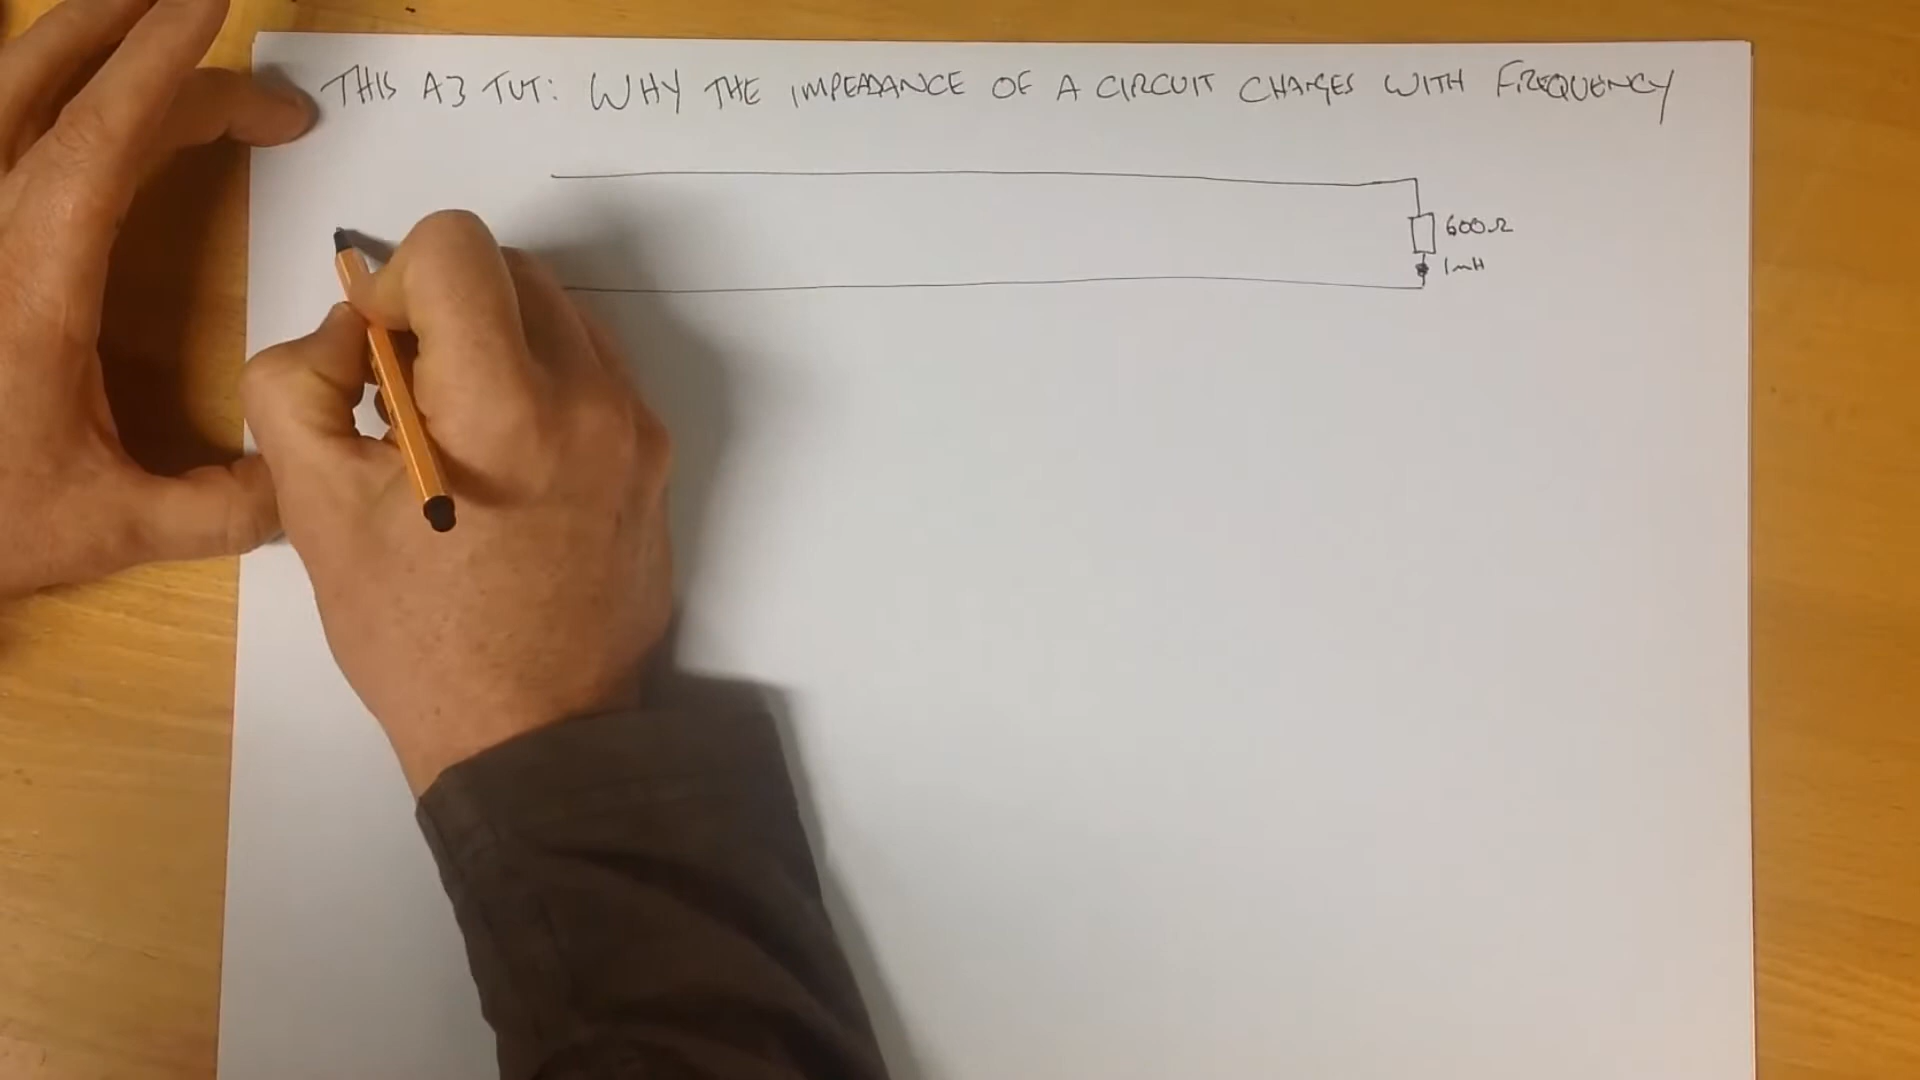 THIS A3 TUT: WHY THE IMPEADANCE OF A CIRCUIT CHANGES WITH FREQUENCY
600Ω
1mH